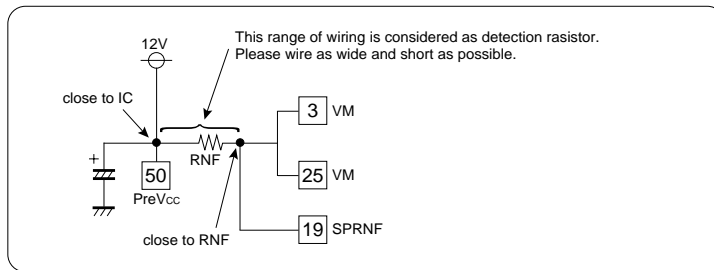 This range of wiring is considered as detection rasistor.
Please wire as wide and short as possible.
12V
close to IC
3 VM
+
RNF
50
25 VM
PreVcc
19 SPRNF
close to RNF